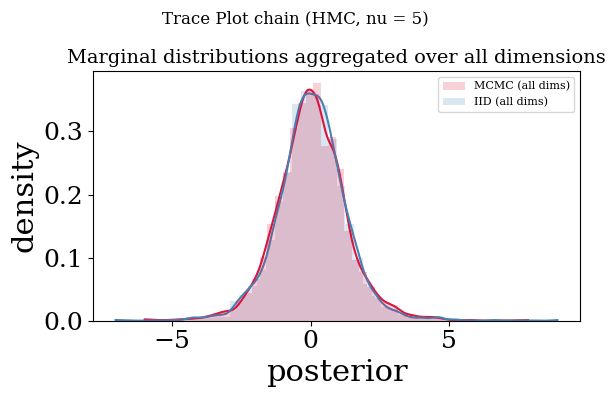 Trace Plot chain (HMC, nu = 5)
Marginal distributions aggregated over all dimensions
MCMC (all dims)
IID (all dims)
density
0.3
0.2
0.1
0.0
−5
0
5
posterior